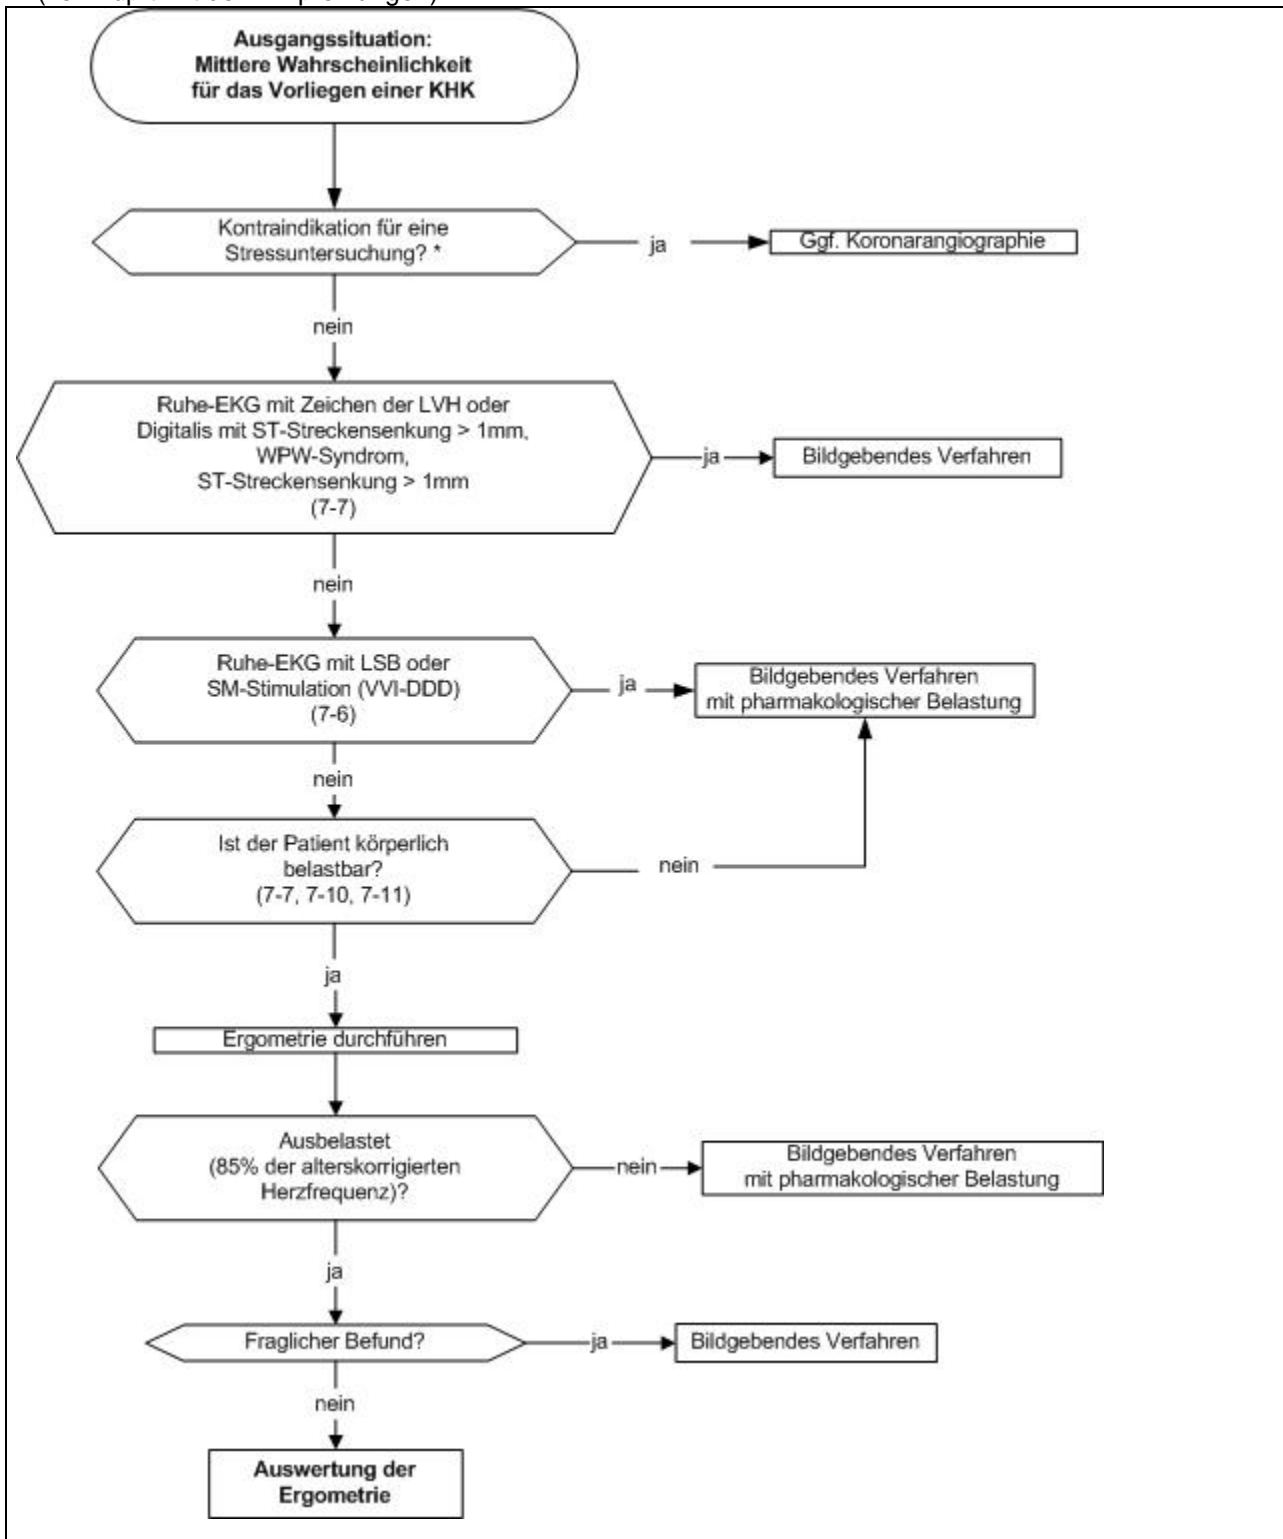 Ausgangssituation:
Mittlere Wahrscheinlichkeit
für das Vorliegen einer KHK
Kontraindikation für eine
Stressuntersuchung? *
ja
Ggf. Koronarangiographie
nein
Ruhe-EKG mit Zeichen der LVH oder
Digitalis mit ST-Streckensenkung > 1mm,
WPW-Syndrom,
ST-Streckensenkung > 1mm
(7-7)
ja
Bildgebendes Verfahren
nein
Ruhe-EKG mit LSB oder
SM-Stimulation (VVI-DDD)
(7-6)
ja
Bildgebendes Verfahren
mit pharmakologischer Belastung
nein
Ist der Patient körperlich
belastbar?
(7-7, 7-10, 7-11)
nein
ja
Ergometrie durchführen
Ausbelastet
(85% der alterskorrigierten
Herzfrequenz)?
nein
Bildgebendes Verfahren
mit pharmakologischer Belastung
ja
Fraglicher Befund?
ja
Bildgebendes Verfahren
nein
Auswertung der
Ergometrie